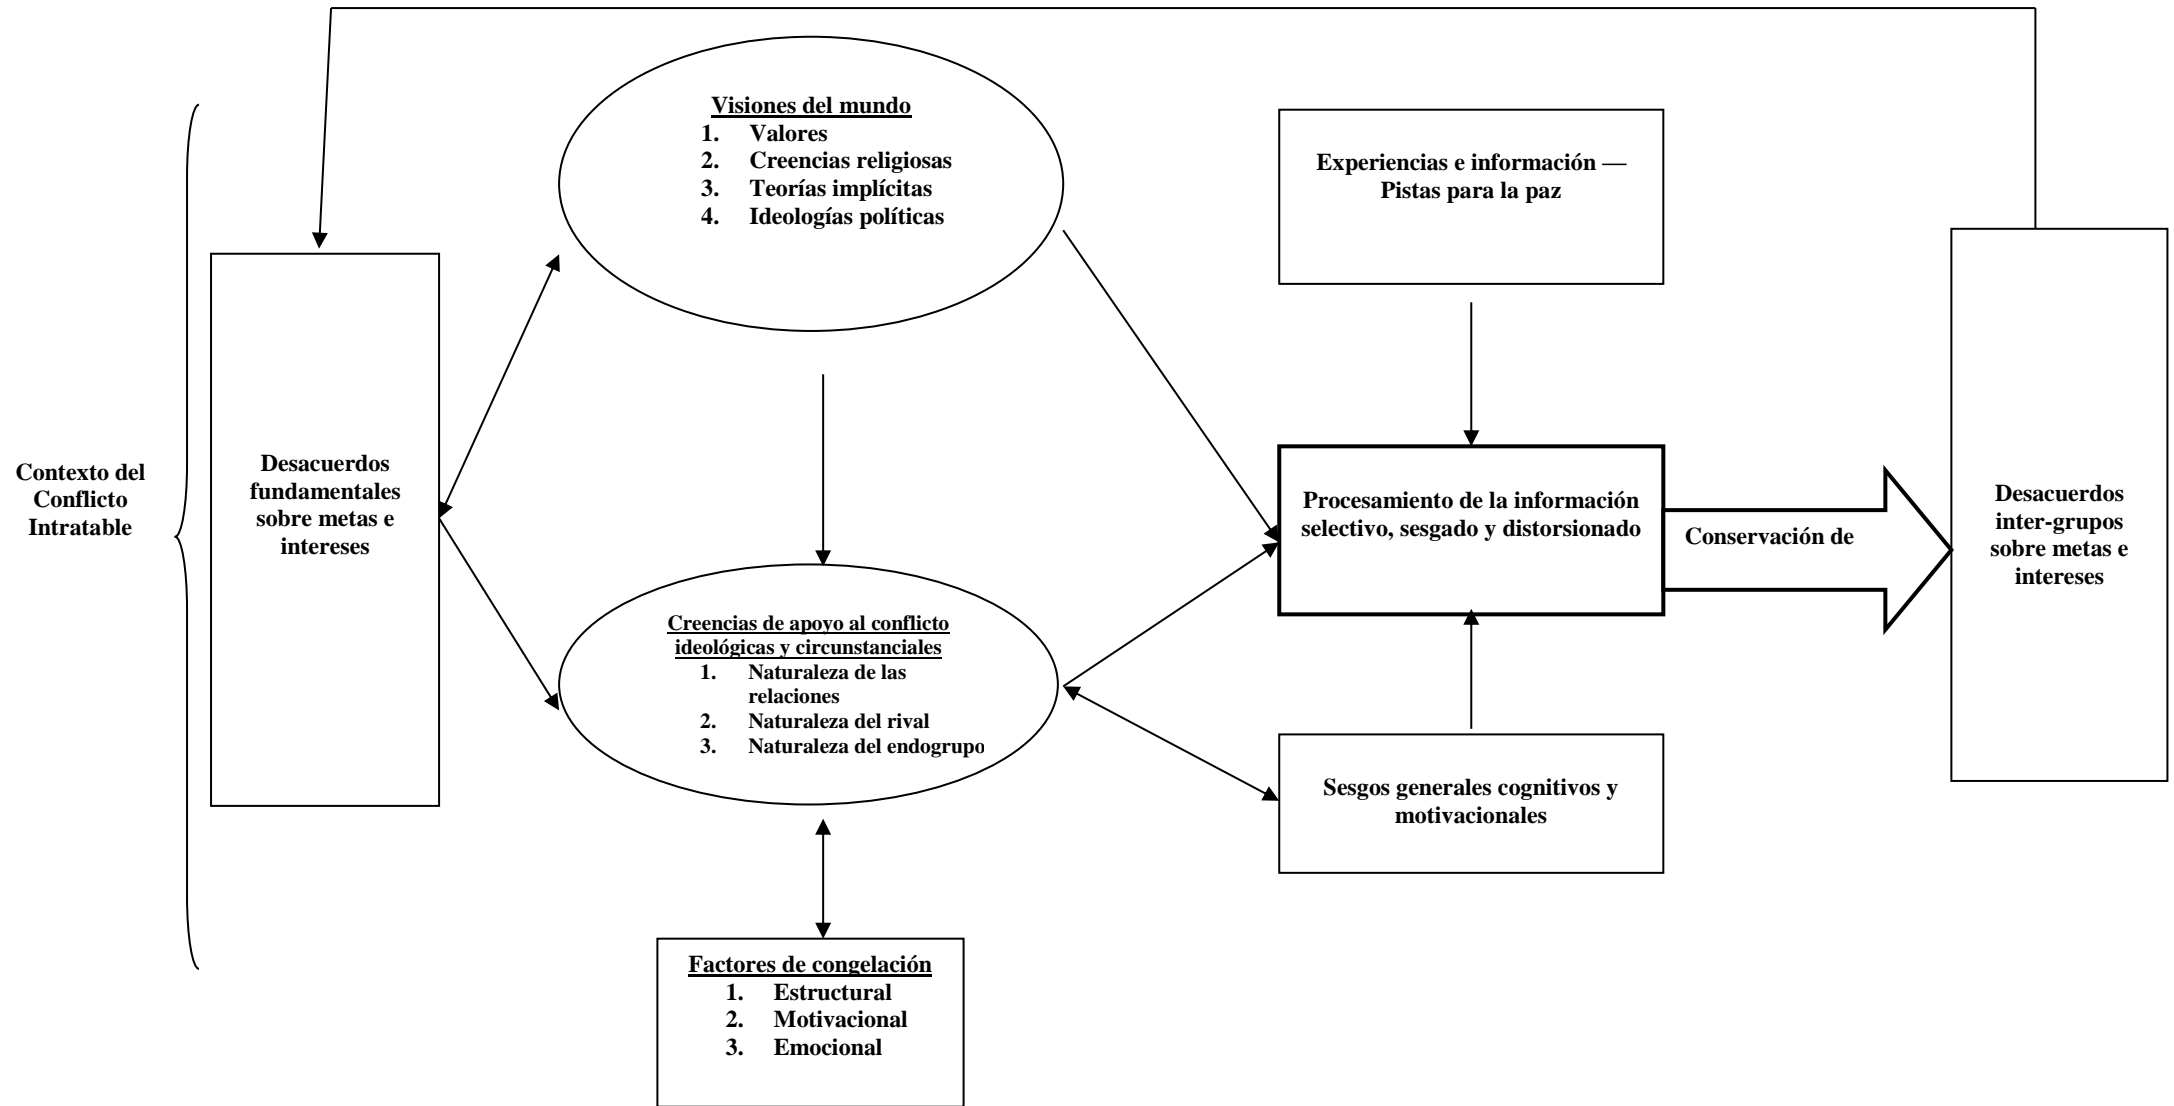 Contexto del
Conflicto
Intratable
Desacuerdos
fundamentales
sobre metas e
intereses
Visiones del mundo
1. Valores
2. Creencias religiosas
3. Teorías implícitas
4. Ideologías políticas
Creencias de apoyo al conflicto
ideológicas y circunstanciales
1. Naturaleza de las
relaciones
2. Naturaleza del rival
3. Naturaleza del endogrupo
Factores de congelación
1. Estructural
2. Motivacional
3. Emocional
Experiencias e información —
Pistas para la paz
Procesamiento de la información
selectivo, sesgado y distorsionado
Sesgos generales cognitivos y
motivacionales
Conservación de
Desacuerdos
inter-grupos
sobre metas e
intereses